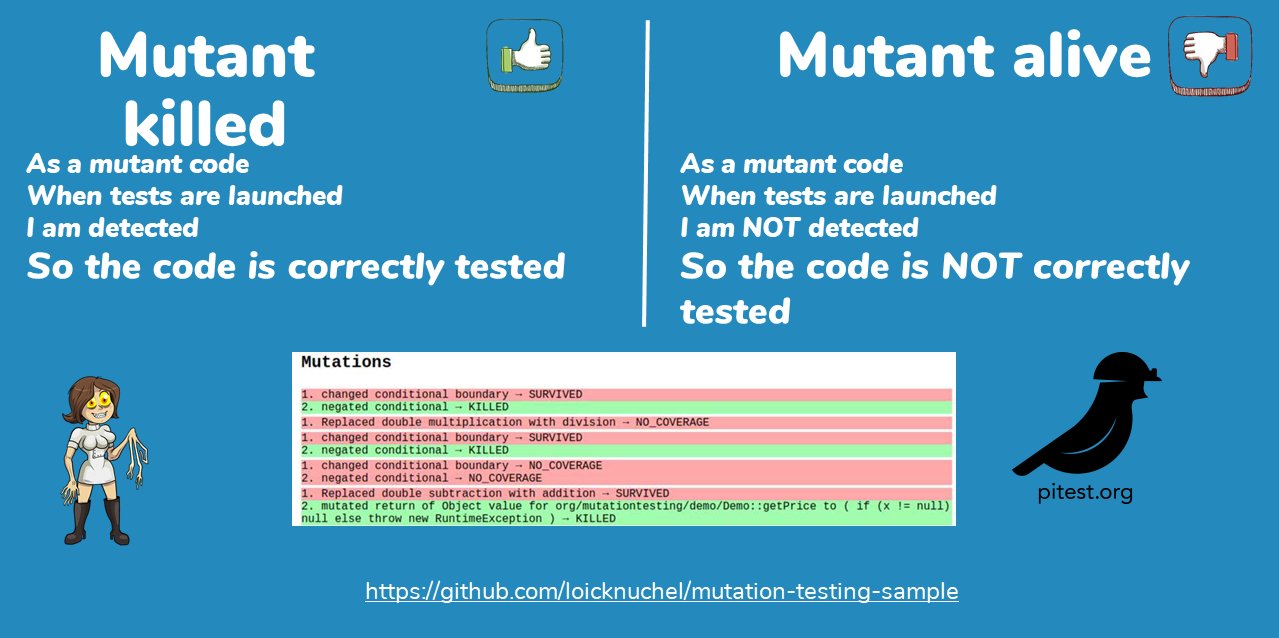 Mutant
killed
As a mutant code
When tests are launched
I am detected
So the code is correctly tested
Mutant alive
As a mutant code
When tests are launched
I am NOT detected
So the code is NOT correctly
tested
Mutations
1. changed conditional boundary → SURVIVED
2. negated conditional → KILLED
1. Replaced double multiplication with division → NO_COVERAGE
1. changed conditional boundary → SURVIVED
2. negated conditional → KILLED
1. changed conditional boundary → NO_COVERAGE
2. negated conditional → NO_COVERAGE
1. Replaced double subtraction with addition → SURVIVED
2. mutated return of Object value for org/mutationtesting/demo/Demo::getPrice to ( if (x != null)
null else throw new RuntimeException ) → KILLED
pitest.org
https://github.com/loicknuchel/mutation-testing-sample